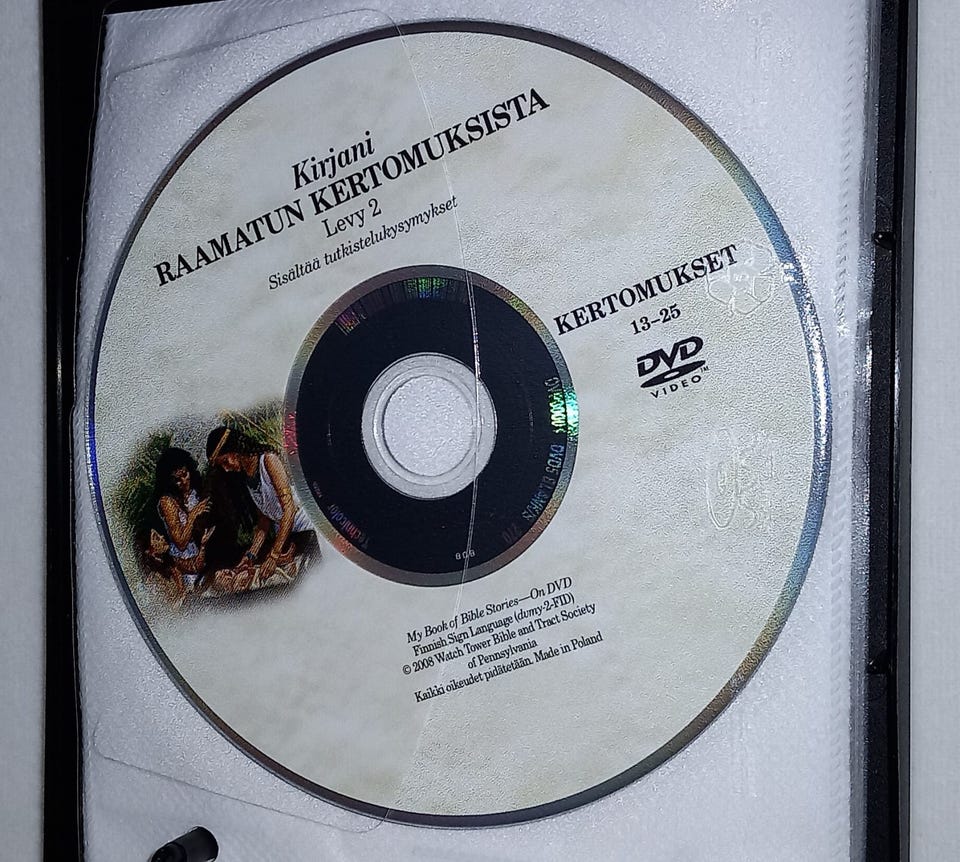 Kirjani
RAAMATUN KERTOMUKSISTA
Levy 2
Sisältää tutkistelukysymykset
KERTOMUKSET
13–25
DVD
VIDEO™
My Book of Bible Stories—On DVD
Finnish Sign Language (dvmy-2-FID)
© 2008 Watch Tower Bible and Tract Society
of Pennsylvania
Kaikki oikeudet pidätetään. Made in Poland
Technicolor